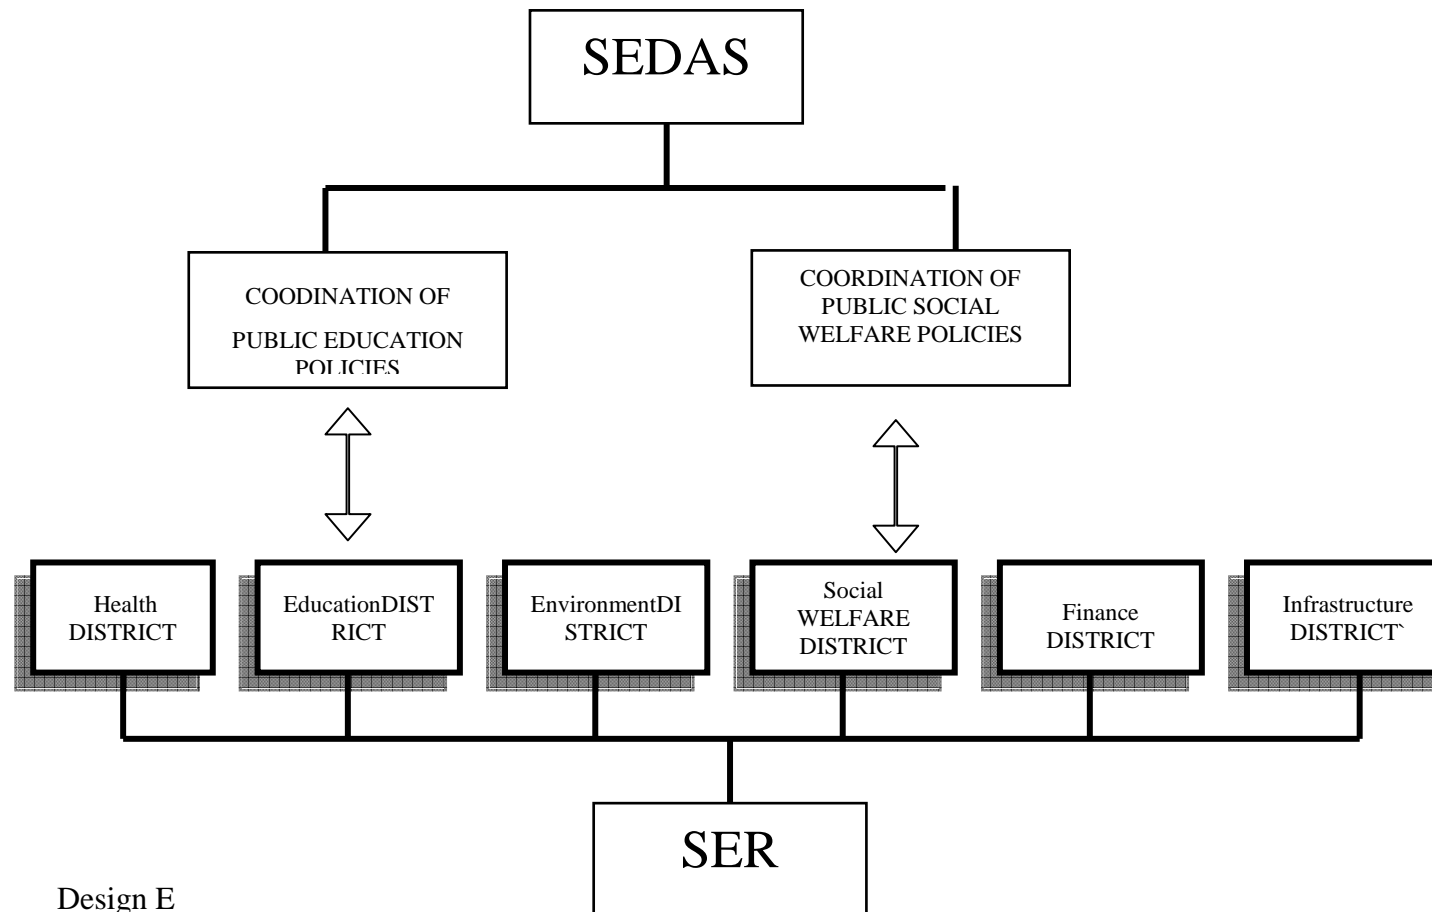 SEDAS
COODINATION OF
PUBLIC EDUCATION
POLICIES
COORDINATION OF
PUBLIC SOCIAL
WELFARE POLICIES
Health
DISTRICT
EducationDIST
RICT
EnvironmentDI
STRICT
Social
WELFARE
DISTRICT
Finance
DISTRICT
Infrastructure
DISTRICT`
SER
Design E